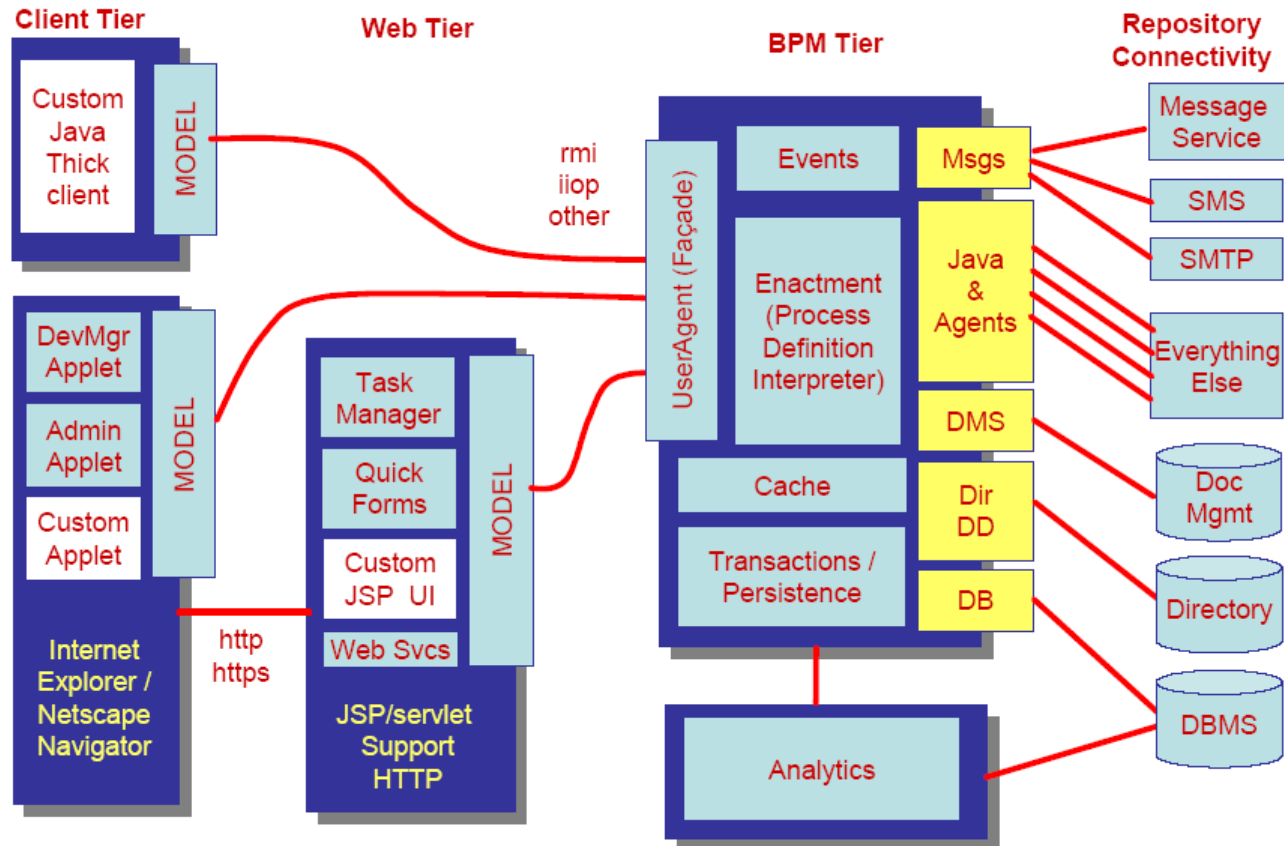 Client Tier
Custom
Java
Thick
client
MODEL
DevMgr
Applet
Admin
Applet
Custom
Applet
MODEL
Internet
Explorer /
Netscape
Navigator
http
https
Web Tier
Task
Manager
Quick
Forms
Custom
JSP UI
Web Svcs
MODEL
JSP/servlet
Support
HTTP
rmi
iiop
other
BPM Tier
UserAgent (Façade)
Events
Enactment
(Process
Definition
Interpreter)
Cache
Transactions /
Persistence
Msgs
Java
&
Agents
DMS
Dir
DD
DB
Analytics
Repository
Connectivity
Message
Service
SMS
SMTP
Everything
Else
Doc
Mgmt
Directory
DBMS